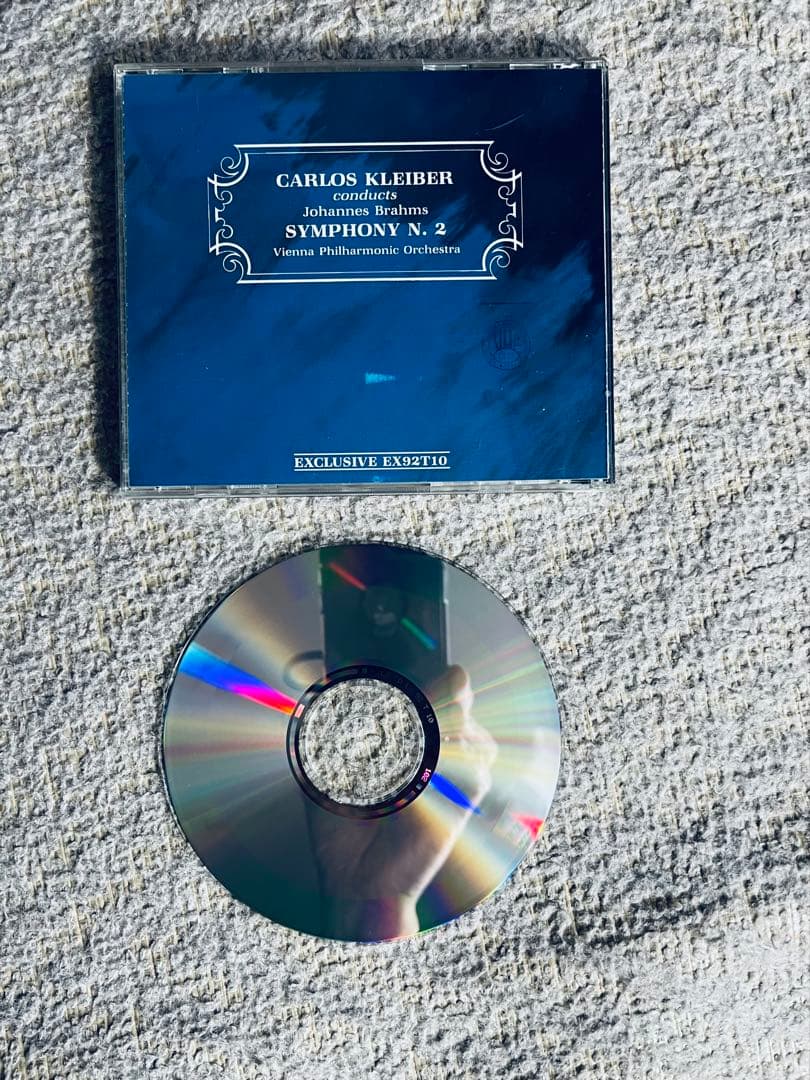 CARLOS KLEIBER
conducts
Johannes Brahms
SYMPHONY N. 2
Vienna Philharmonic Orchestra
EXCLUSIVE EX92T10